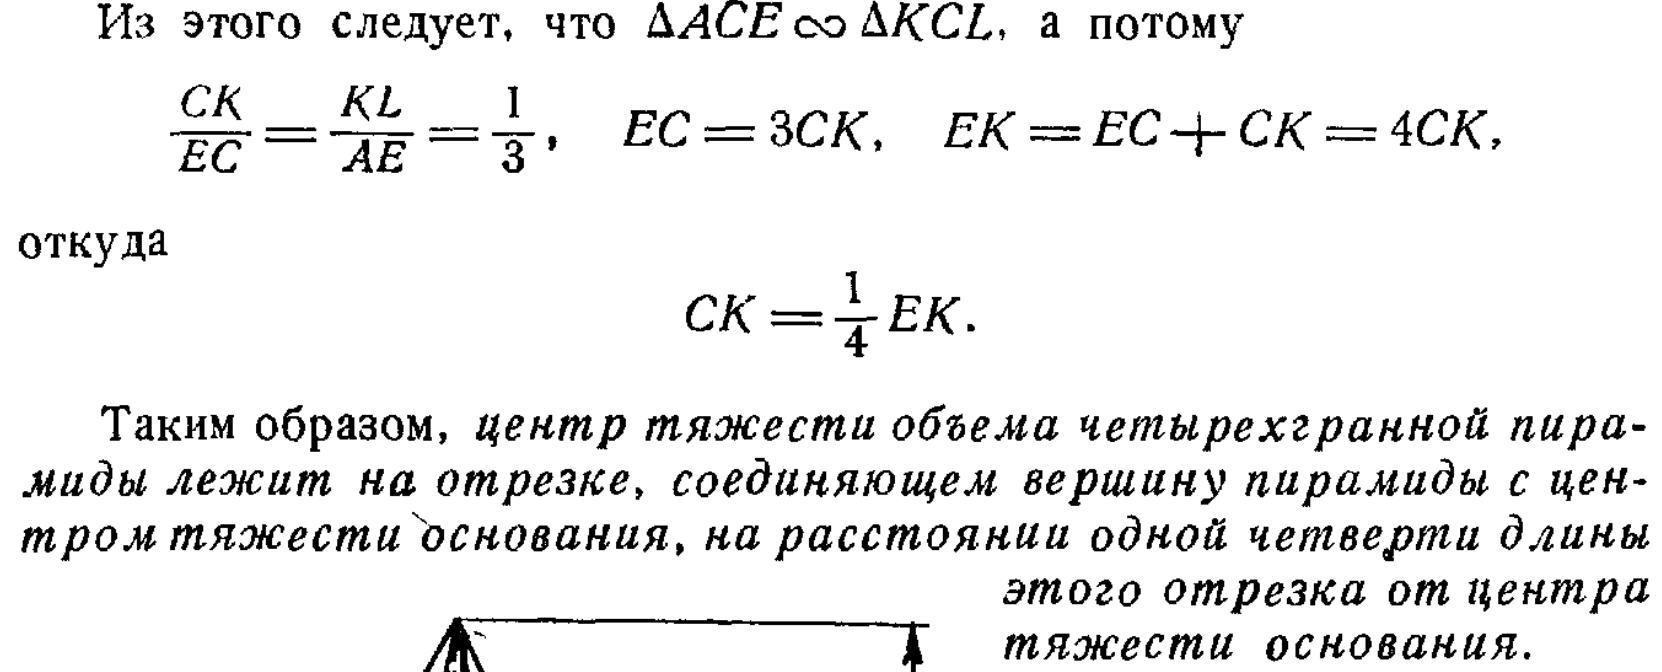 Из этого следует, что ΔACE ∞ ΔKCL, а потому
CK/EC = KL/AE = 1/3, EC = 3CK, EK = EC + CK = 4CK,
откуда
CK = 1/4 EK.
Таким образом, центр тяжести объема четырехгранной пира-
миды лежит на отрезке, соединяющем вершину пирамиды с цен-
тром тяжести основания, на расстоянии одной четверти длины
этого отрезка от центра
тяжести основания.